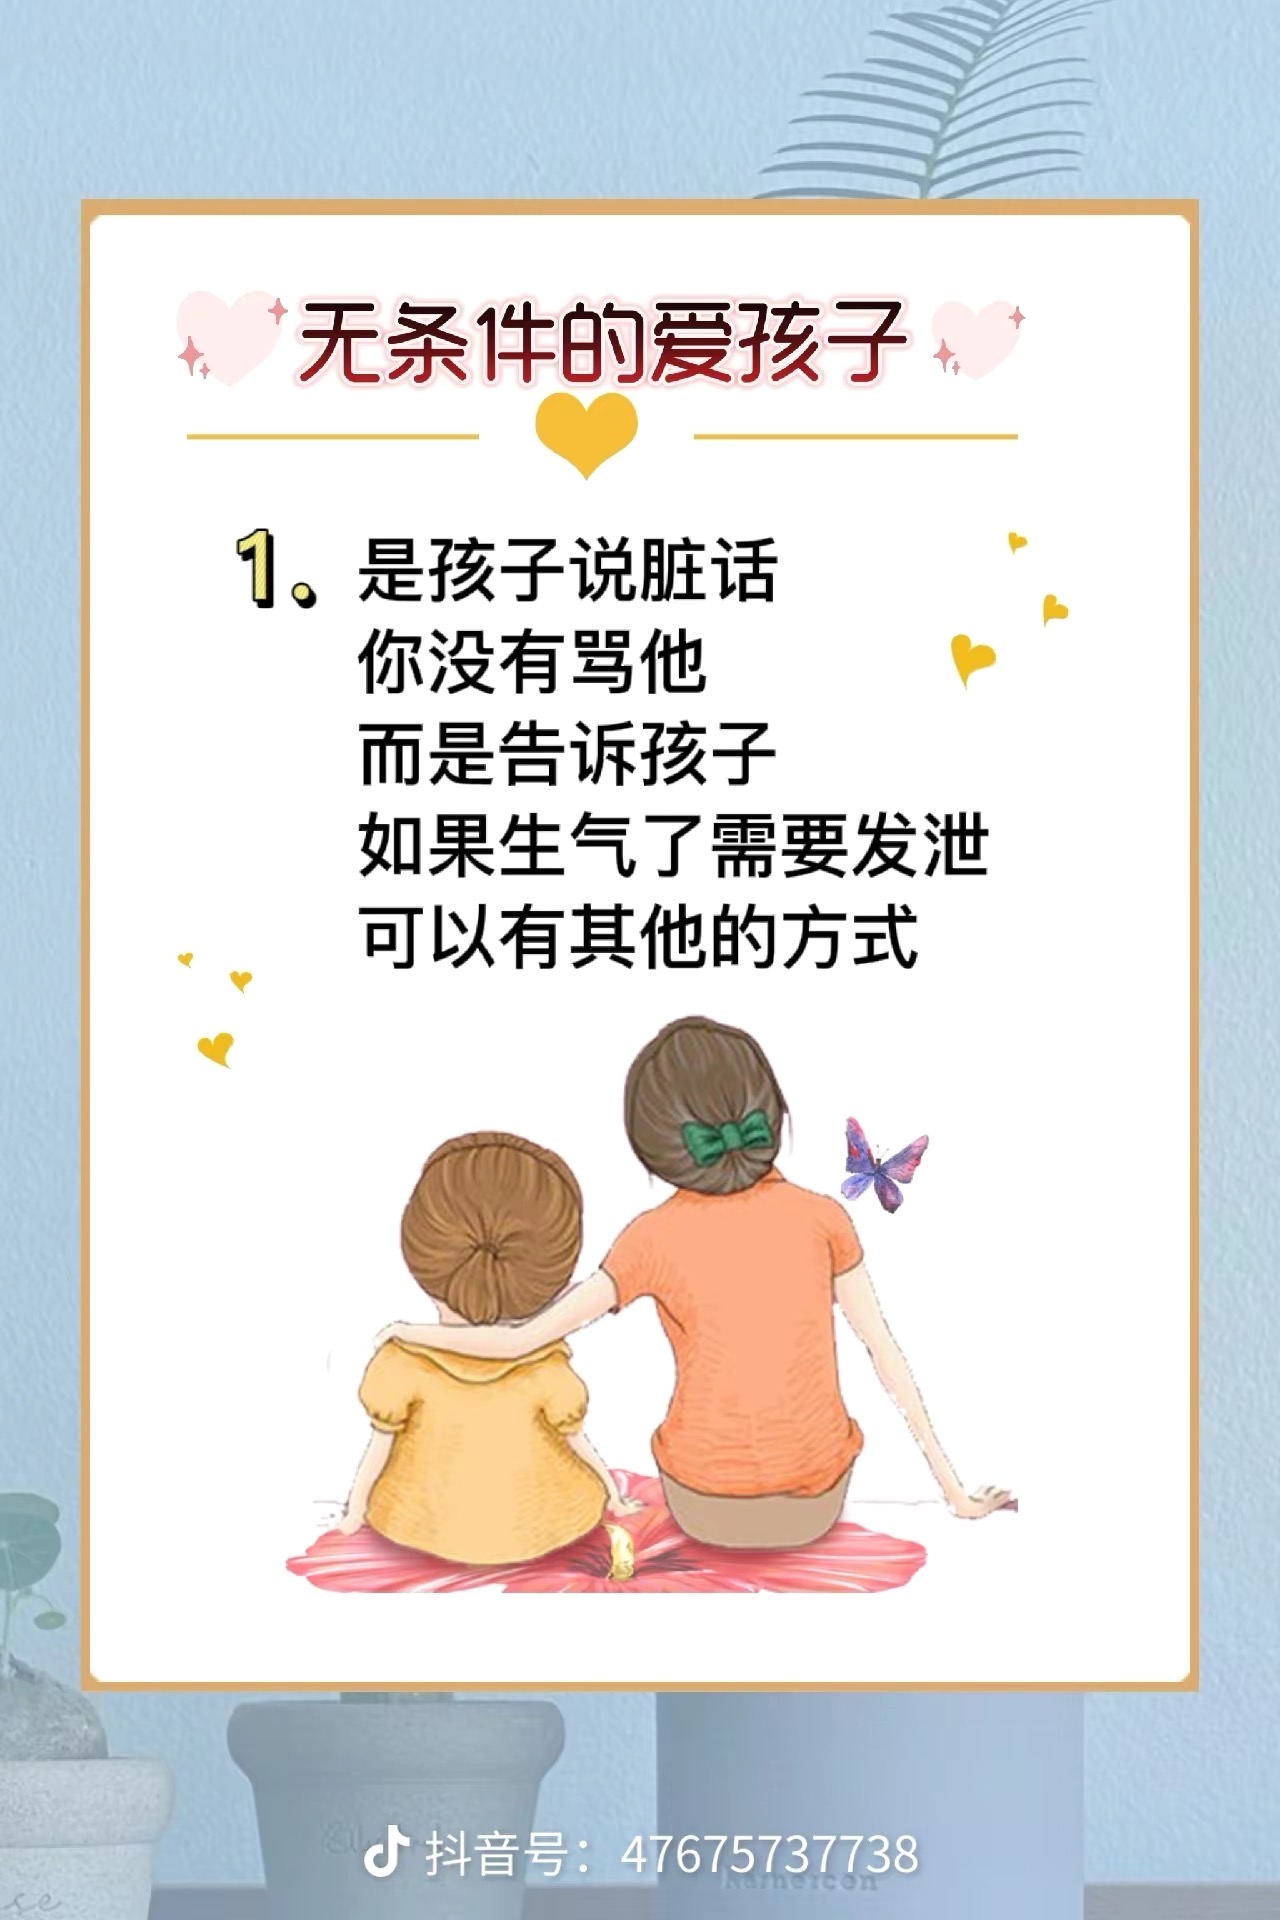 无条件的爱孩子
1. 是孩子说脏话
你没有骂他
而是告诉孩子
如果生气了需要发泄
可以有其他的方式
抖音号：47675737738